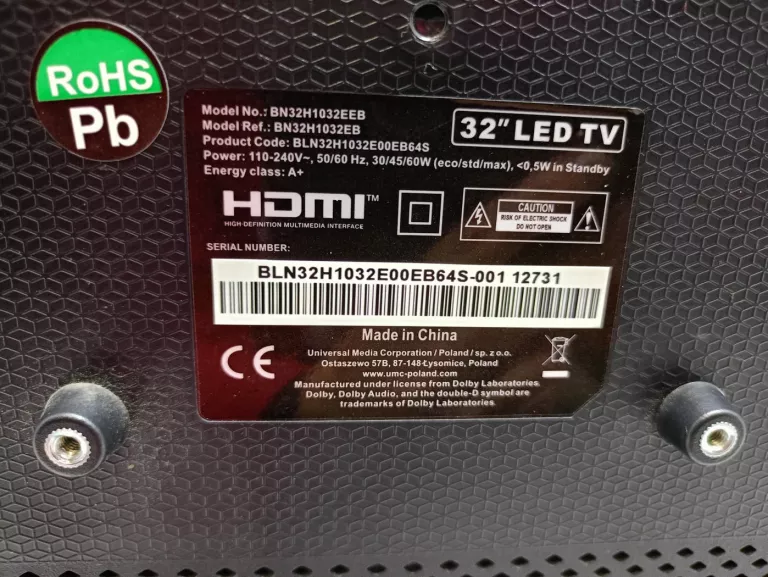 RoHS
Pb
Model No.: BN32H1032EEB
Model Ref.: BN32H1032EB
Product Code: BLN32H1032E00EB64S
32" LED TV
Power: 110-240V~, 50/60 Hz, 30/45/60W (eco/std/max), <0,5W in Standby
Energy class: A+
HDMI™
HIGH-DEFINITION MULTIMEDIA INTERFACE
CAUTION
RISK OF ELECTRIC SHOCK
DO NOT OPEN
SERIAL NUMBER:
BLN32H1032E00EB64S-001 12731
Made in China
CE
Universal Media Corporation / Poland / sp. z o.o.
Ostaszewo 57B, 87-148 Łysomice, Poland
www.umc-poland.com
Manufactured under license from Dolby Laboratories.
Dolby, Dolby Audio, and the double-D symbol are
trademarks of Dolby Laboratories.